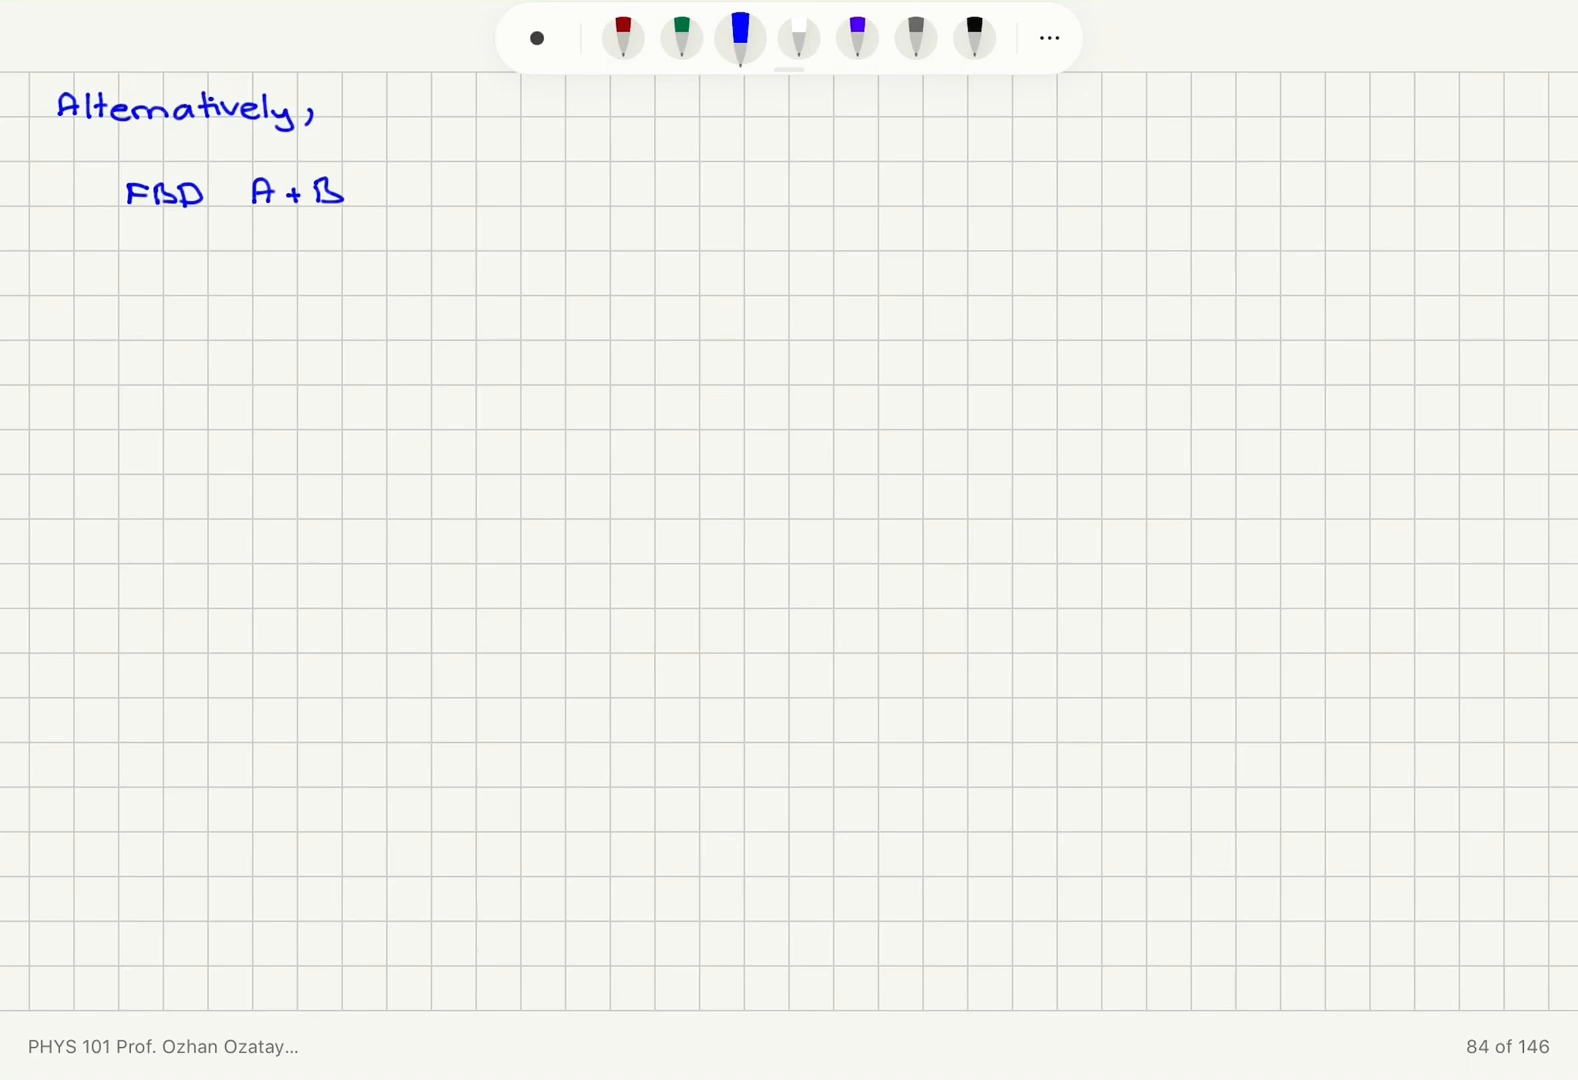 Alternatively,
FBD A + B
PHYS 101 Prof. Ozhan Ozatay...
84 of 146